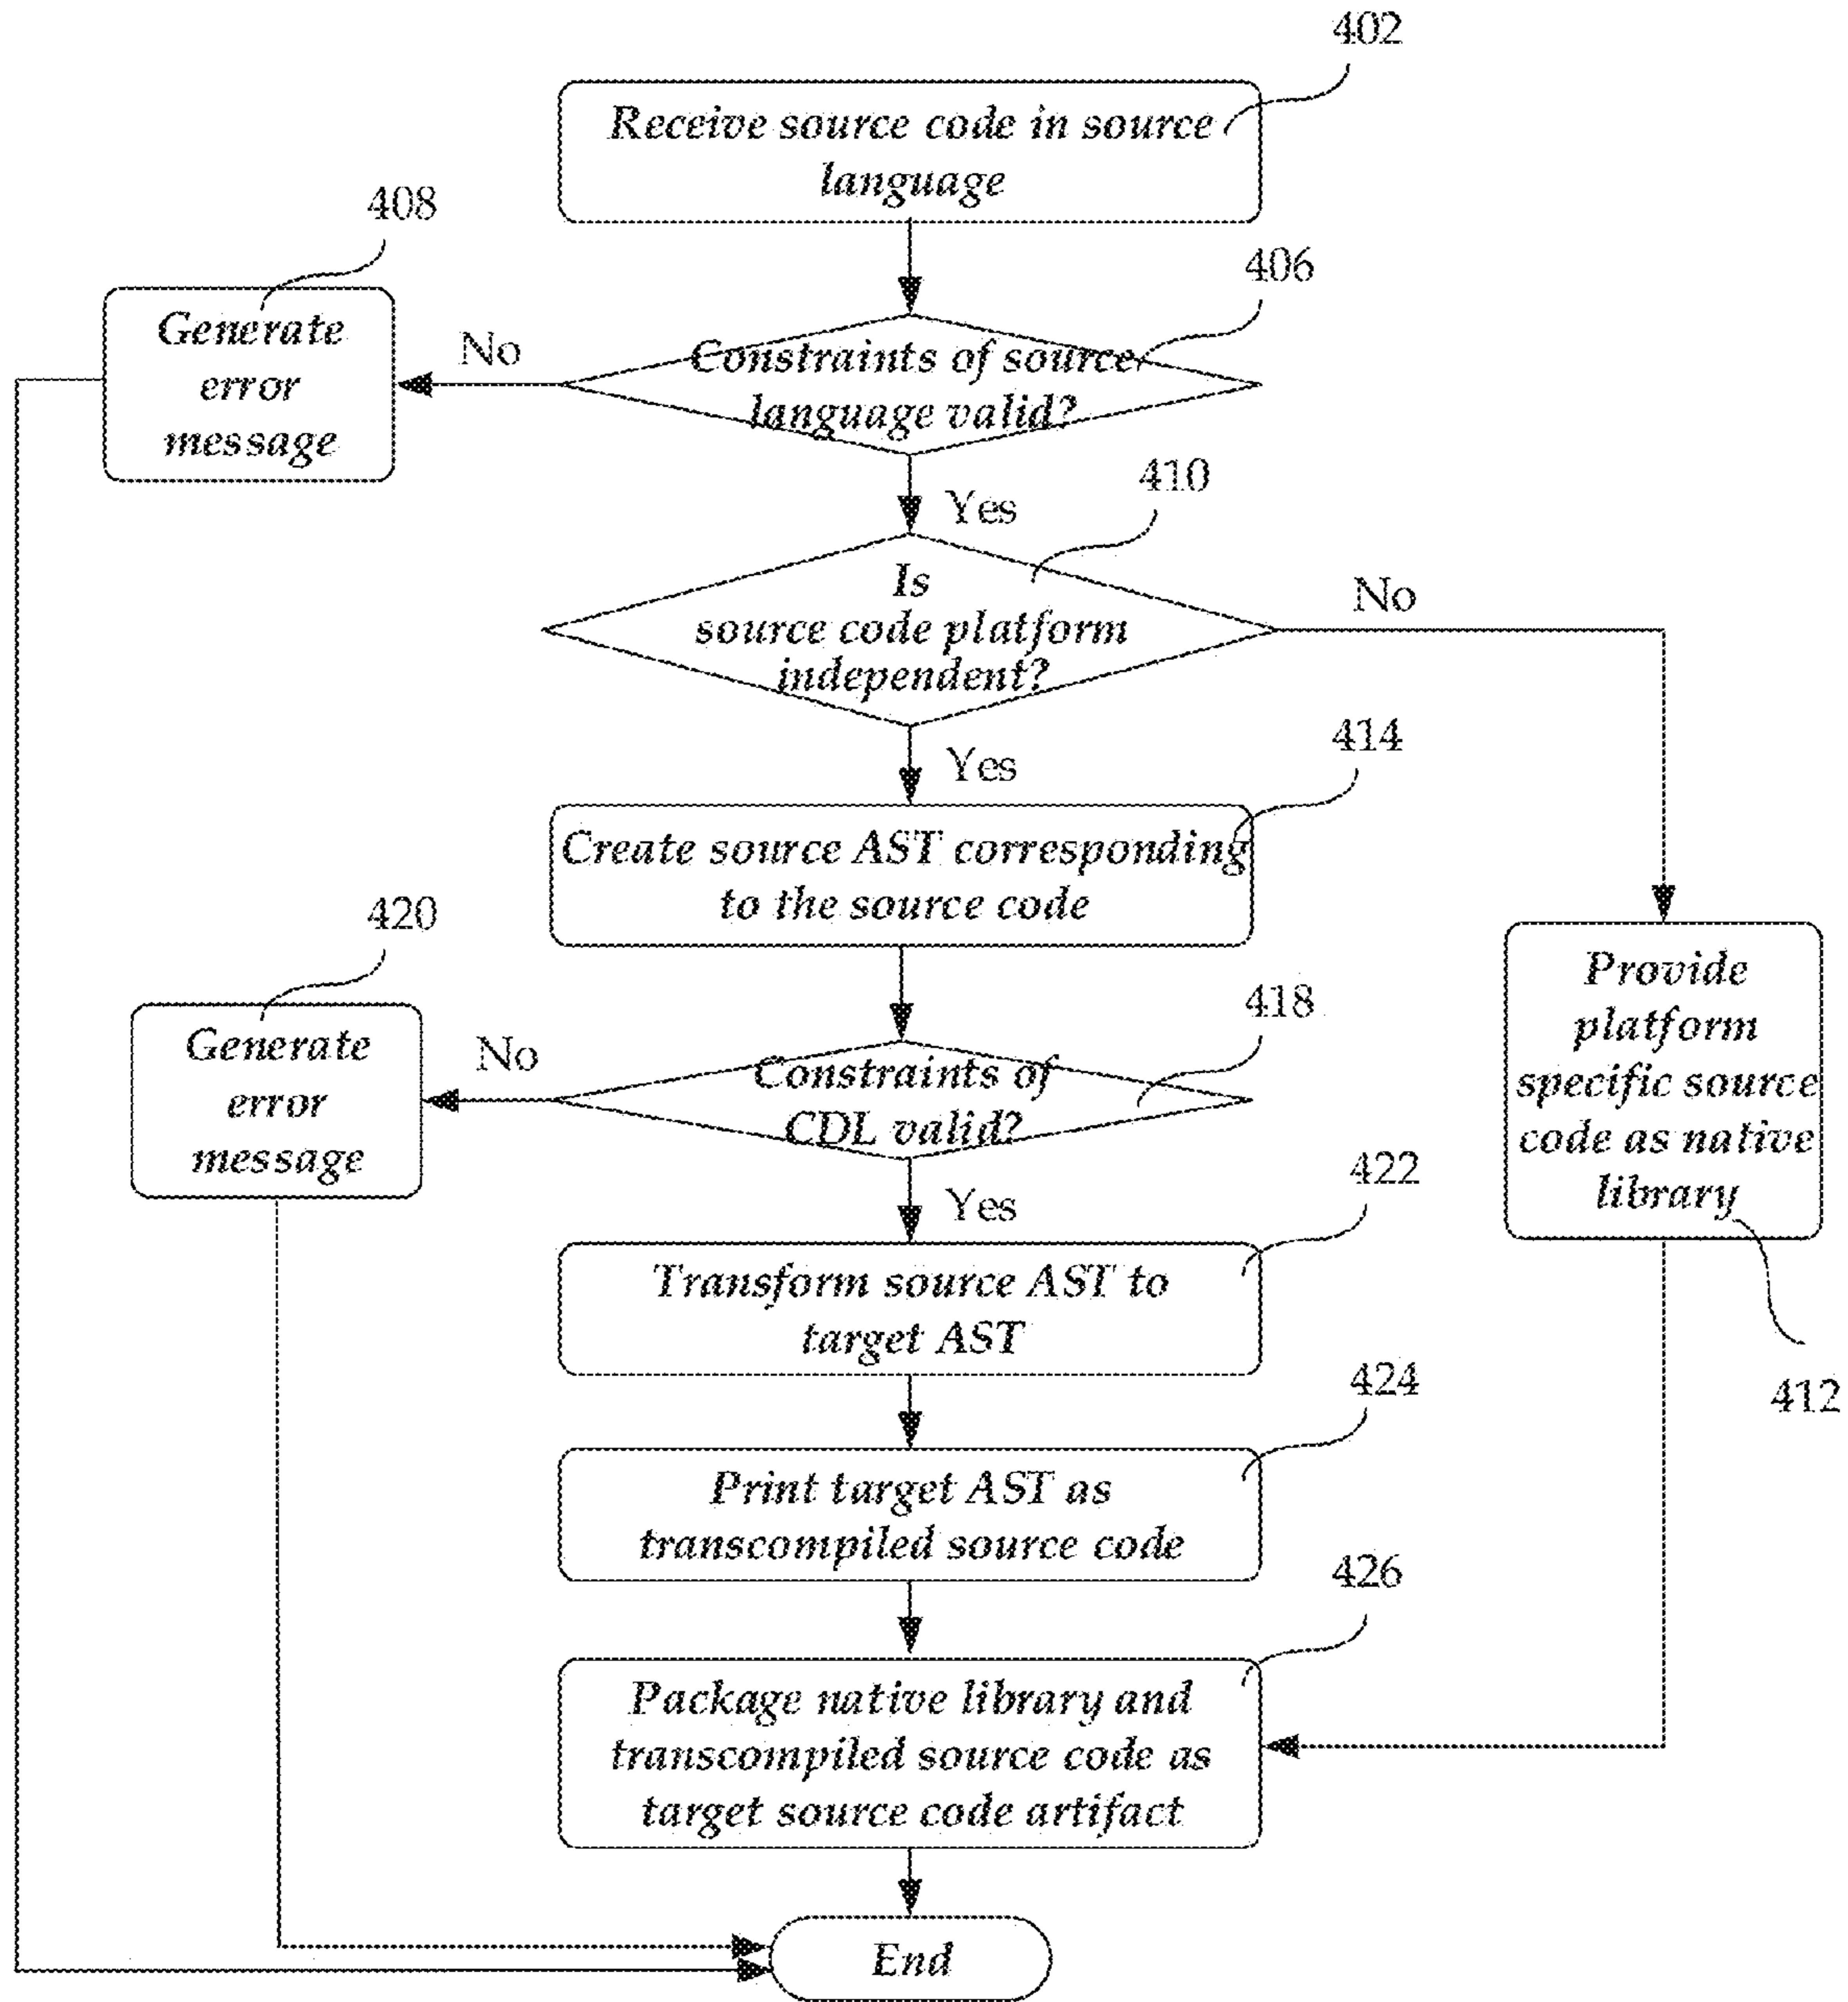 402
Receive source code in source
language
408
406
Generate
error
message
No
Constraints of source
language valid?
Yes
410
Is
source code platform
independent?
No
Yes
414
Create source AST corresponding
to the source code
420
418
Generate
error
message
No
Constraints of
CDL valid?
Provide
platform
specific source
code as native
library
412
Yes
422
Transform source AST to
target AST
424
Print target AST as
transcompiled source code
426
Package native library and
transcompiled source code as
target source code artifact
End